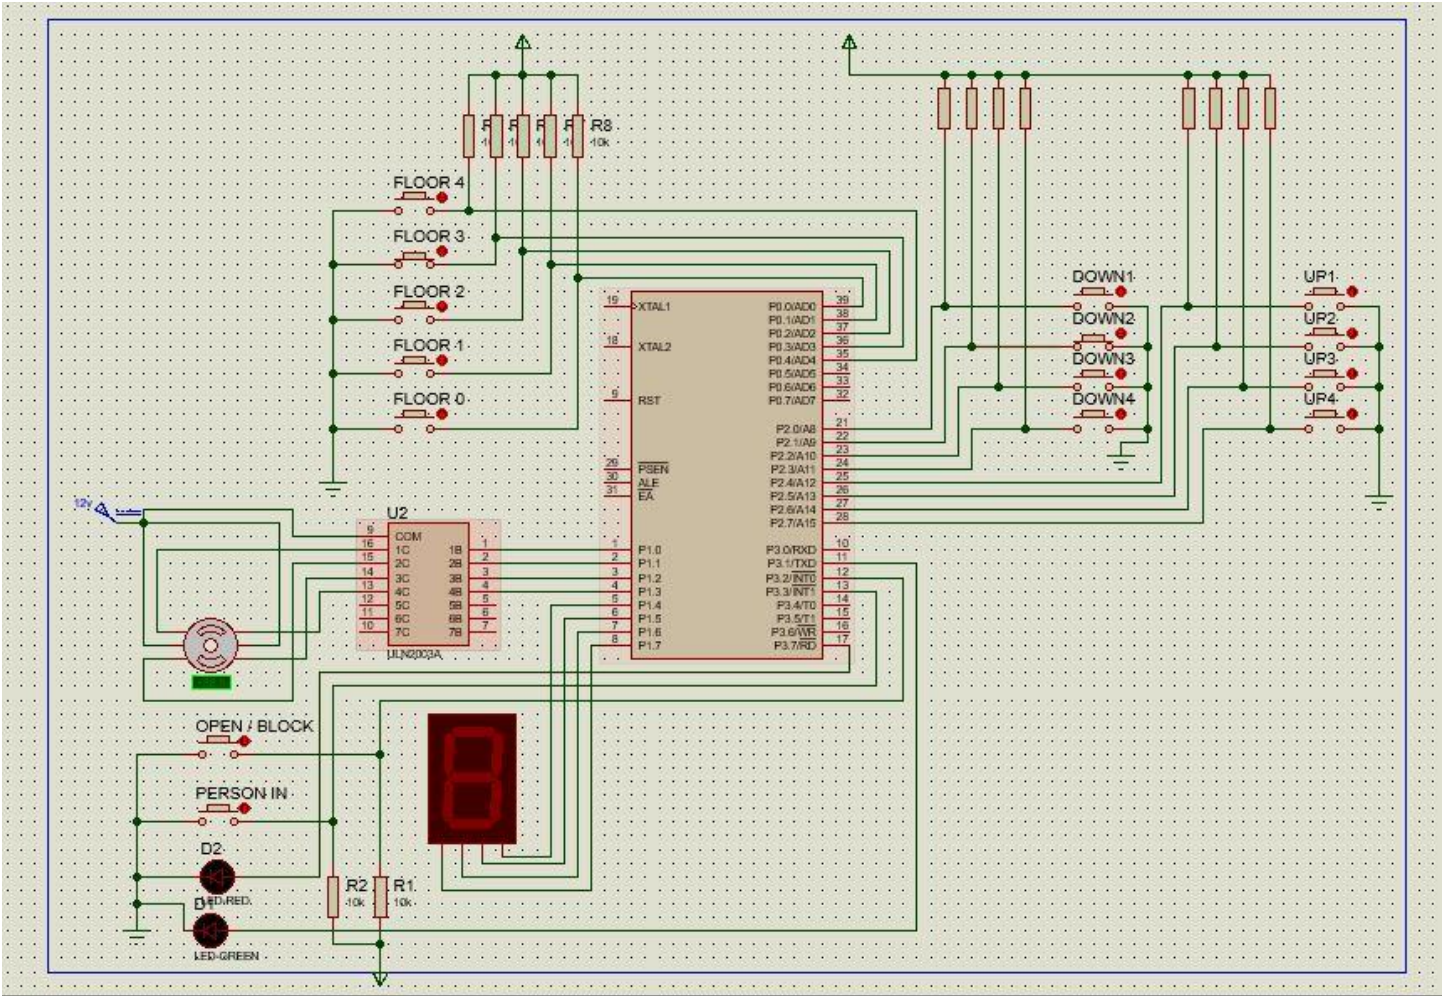 R8
10k
FLOOR 4
FLOOR 3
FLOOR 2
FLOOR 1
FLOOR 0
DOWN1
DOWN2
DOWN3
DOWN4
UP1
UP2
UP3
UP4
19 XTAL1
18 XTAL2
9 RST
29 PSEN
30 ALE
31 EA
1 P1.0
2 P1.1
3 P1.2
4 P1.3
5 P1.4
6 P1.5
7 P1.6
8 P1.7
P0.0/AD0 39
P0.1/AD1 38
P0.2/AD2 37
P0.3/AD3 36
P0.4/AD4 35
P0.5/AD5 34
P0.6/AD6 33
P0.7/AD7 32
P2.0/A8 21
P2.1/A9 22
P2.2/A10 23
P2.3/A11 24
P2.4/A12 25
P2.5/A13 26
P2.6/A14 27
P2.7/A15 28
P3.0/RXD 10
P3.1/TXD 11
P3.2/INT0 12
P3.3/INT1 13
P3.4/T0 14
P3.5/T1 15
P3.6/WR 16
P3.7/RD 17
12v
U2
9 COM
16 1C 1B 1
15 2C 2B 2
14 3C 3B 3
13 4C 4B 4
12 5C 5B 5
11 6C 6B 6
10 7C 7B 7
ULN2003A
OPEN / BLOCK
PERSON IN
D2
LED-RED
D1
LED-GREEN
R2
10k
R1
10k